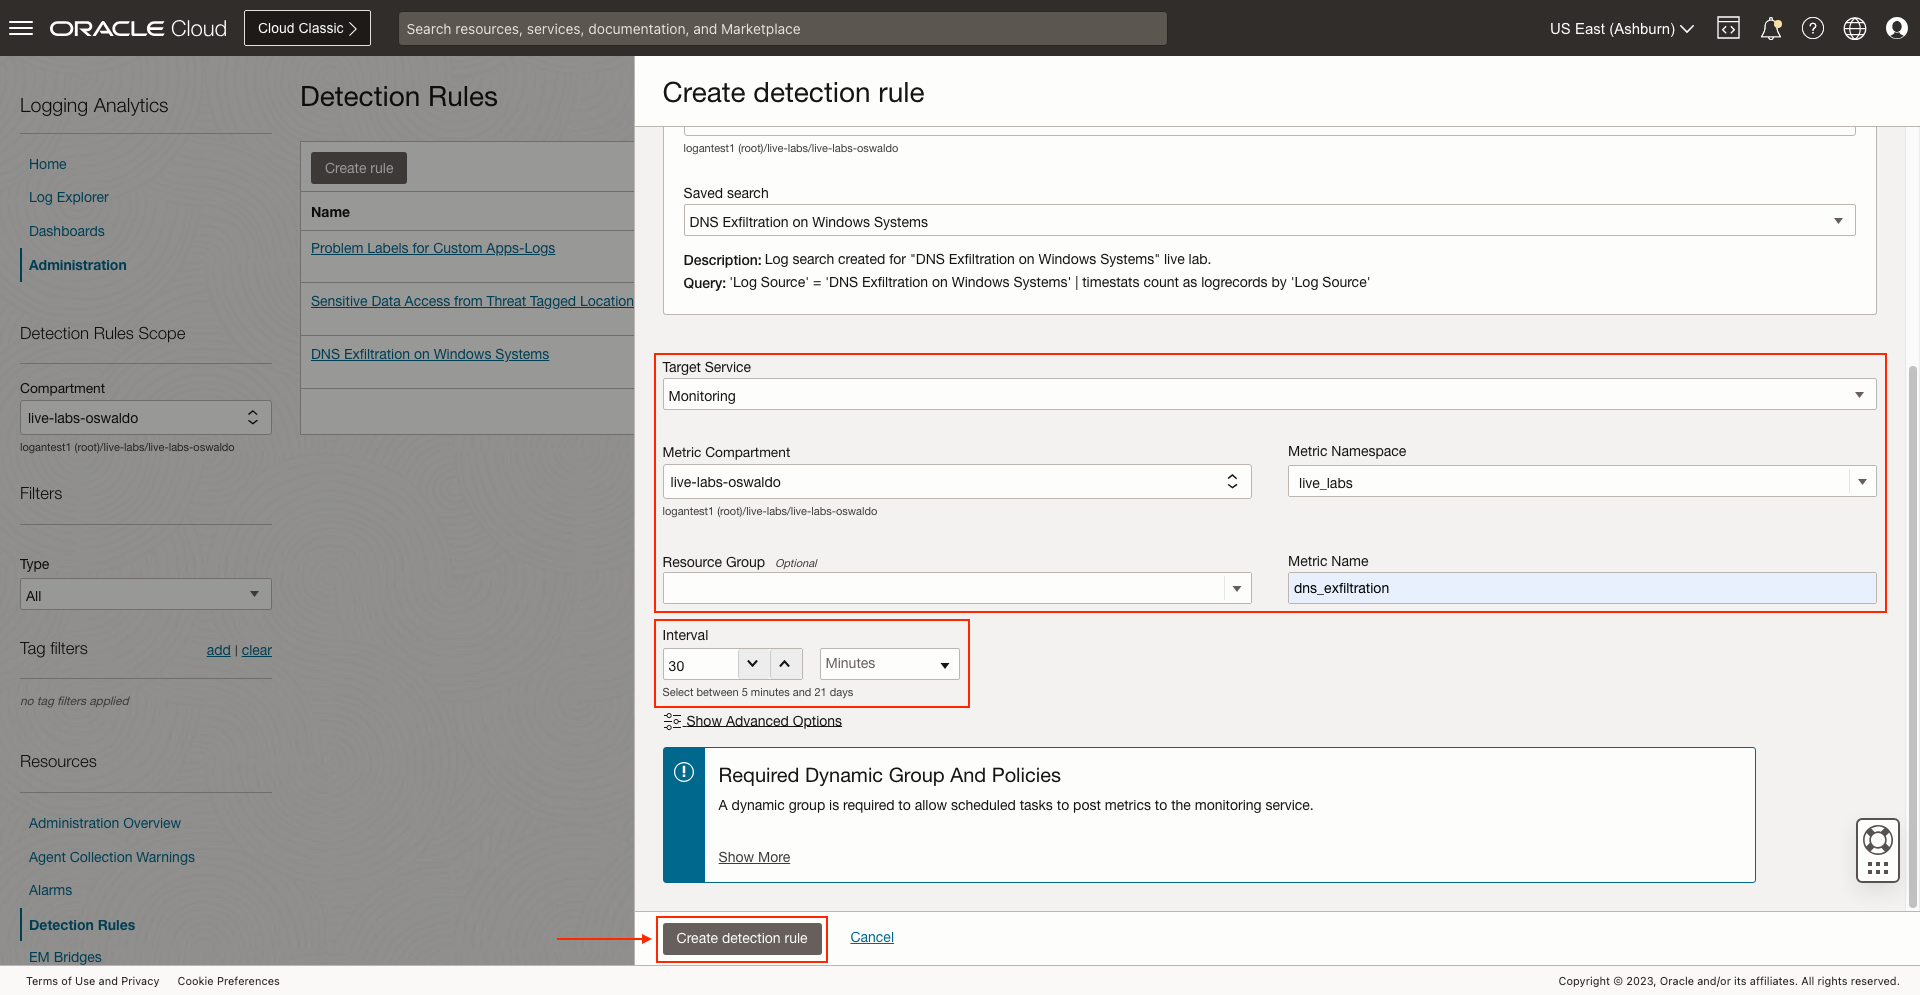 ORACLE Cloud
Cloud Classic
Search resources, services, documentation, and Marketplace
US East (Ashburn)
Logging Analytics
Home
Log Explorer
Dashboards
Administration
Detection Rules Scope
Compartment
live-labs-oswaldo
logantest1 (root)/live-labs/live-labs-oswaldo
Filters
Type
All
Tag filters
add | clear
no tag filters applied
Resources
Administration Overview
Agent Collection Warnings
Alarms
Detection Rules
EM Bridges
Detection Rules
Create rule
Name
Problem Labels for Custom Apps-Logs
Sensitive Data Access from Threat Tagged Location
DNS Exfiltration on Windows Systems
Create detection rule
logantest1 (root)/live-labs/live-labs-oswaldo
Saved search
DNS Exfiltration on Windows Systems
Description: Log search created for "DNS Exfiltration on Windows Systems" live lab.
Query: 'Log Source' = 'DNS Exfiltration on Windows Systems' | timestats count as logrecords by 'Log Source'
Target Service
Monitoring
Metric Compartment
live-labs-oswaldo
logantest1 (root)/live-labs/live-labs-oswaldo
Metric Namespace
live_labs
Resource Group Optional
Metric Name
dns_exfiltration
Interval
30
Minutes
Select between 5 minutes and 21 days
Show Advanced Options
Required Dynamic Group And Policies
A dynamic group is required to allow scheduled tasks to post metrics to the monitoring service.
Show More
Create detection rule
Cancel
Terms of Use and Privacy
Cookie Preferences
Copyright © 2023, Oracle and/or its affiliates. All rights reserved.